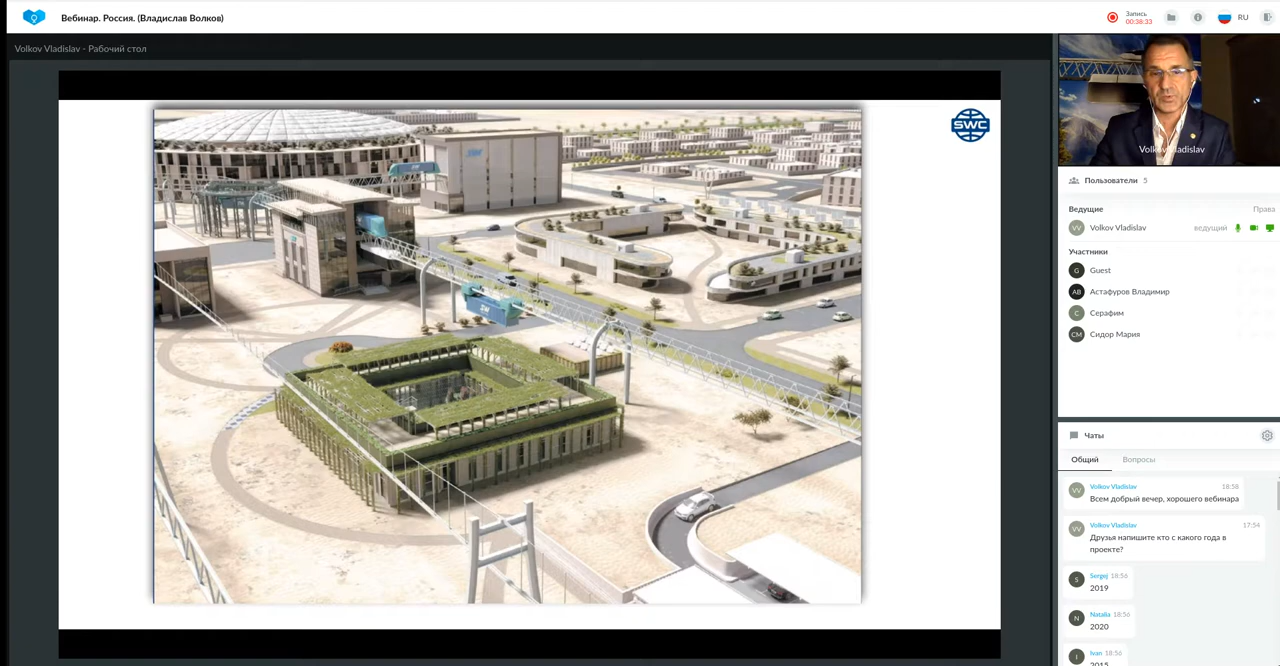 Вебинар. Россия. (Владислав Волков)
Запись
00:38:33
RU
Volkov Vladislav - Рабочий стол
SWC
Volkov Vladislav
Пользователи 5
Ведущие Права
VV Volkov Vladislav ведущий
Участники
G Guest
АВ Астафуров Владимир
С Серафим
СМ Сидор Мария
Чаты
Общий Вопросы
VV Volkov Vladislav 18:58
Всем добрый вечер, хорошего вебинара
VV Volkov Vladislav 17:54
Друзья напишите кто с какого года в
проекте?
S Sergej 18:56
2019
N Natalia 18:56
2020
I Ivan 18:56
2015